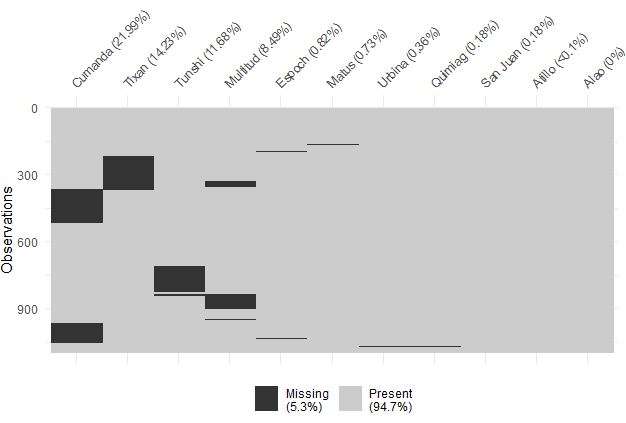 Cumanda (21.99%)
Tixan (14.23%)
Tunshi (11.68%)
Multitud (8.49%)
Espoch (0.82%)
Matus (0.73%)
Urbina (0.36%)
Quimiag (0.18%)
San Juan (0.18%)
Atillo (<0.1%)
Alao (0%)
0
300
600
900
Observations
Missing
(5.3%)
Present
(94.7%)